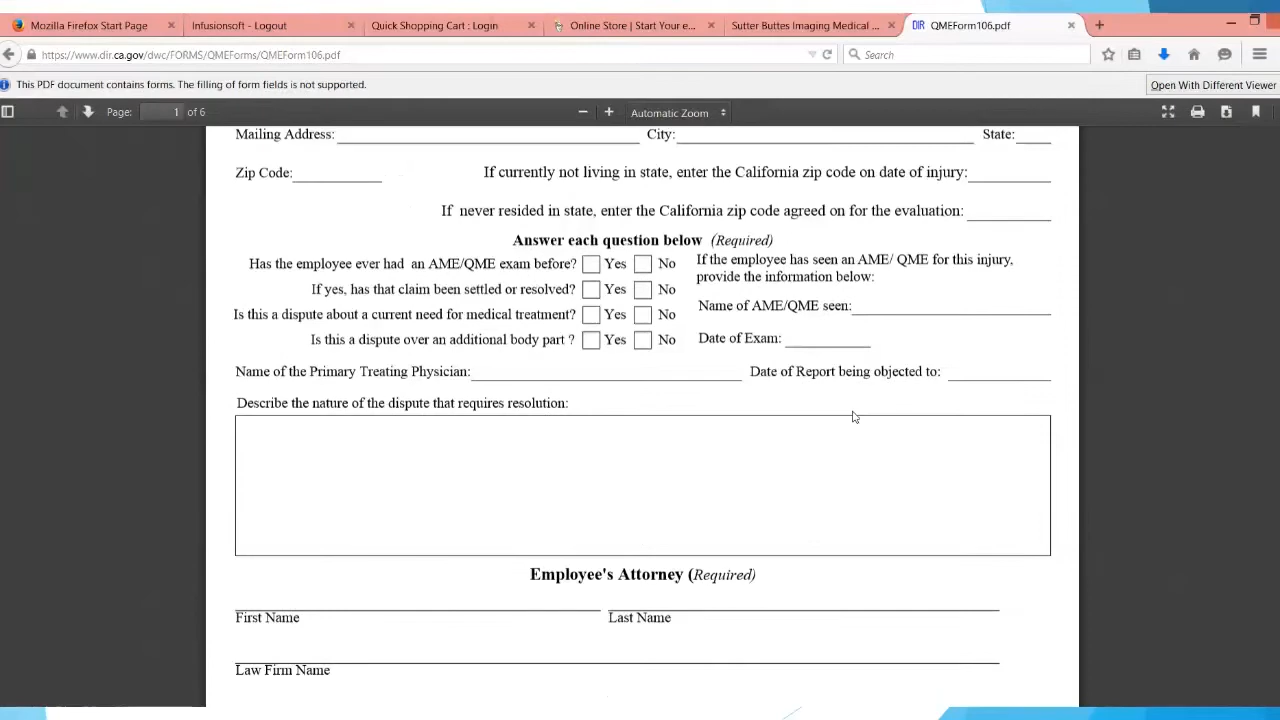 Mozilla Firefox Start Page × Infusionsoft - Logout × Quick Shopping Cart : Login × Online Store | Start Your e... × Sutter Buttes Imaging Medical ... × DIR QMEForm106.pdf × +
https://www.dir.ca.gov/dwc/FORMS/QMEForms/QMEForm106.pdf Search
This PDF document contains forms. The filling of form fields is not supported. Open With Different Viewer
Page: 1 of 6 − + Automatic Zoom
Mailing Address: City: State:
Zip Code: If currently not living in state, enter the California zip code on date of injury:
If never resided in state, enter the California zip code agreed on for the evaluation:
Answer each question below (Required)
Has the employee ever had an AME/QME exam before? Yes No
If the employee has seen an AME/ QME for this injury,
provide the information below:
If yes, has that claim been settled or resolved? Yes No
Name of AME/QME seen:
Is this a dispute about a current need for medical treatment? Yes No
Is this a dispute over an additional body part ? Yes No Date of Exam:
Name of the Primary Treating Physician: Date of Report being objected to:
Describe the nature of the dispute that requires resolution:
Employee's Attorney (Required)
First Name Last Name
Law Firm Name